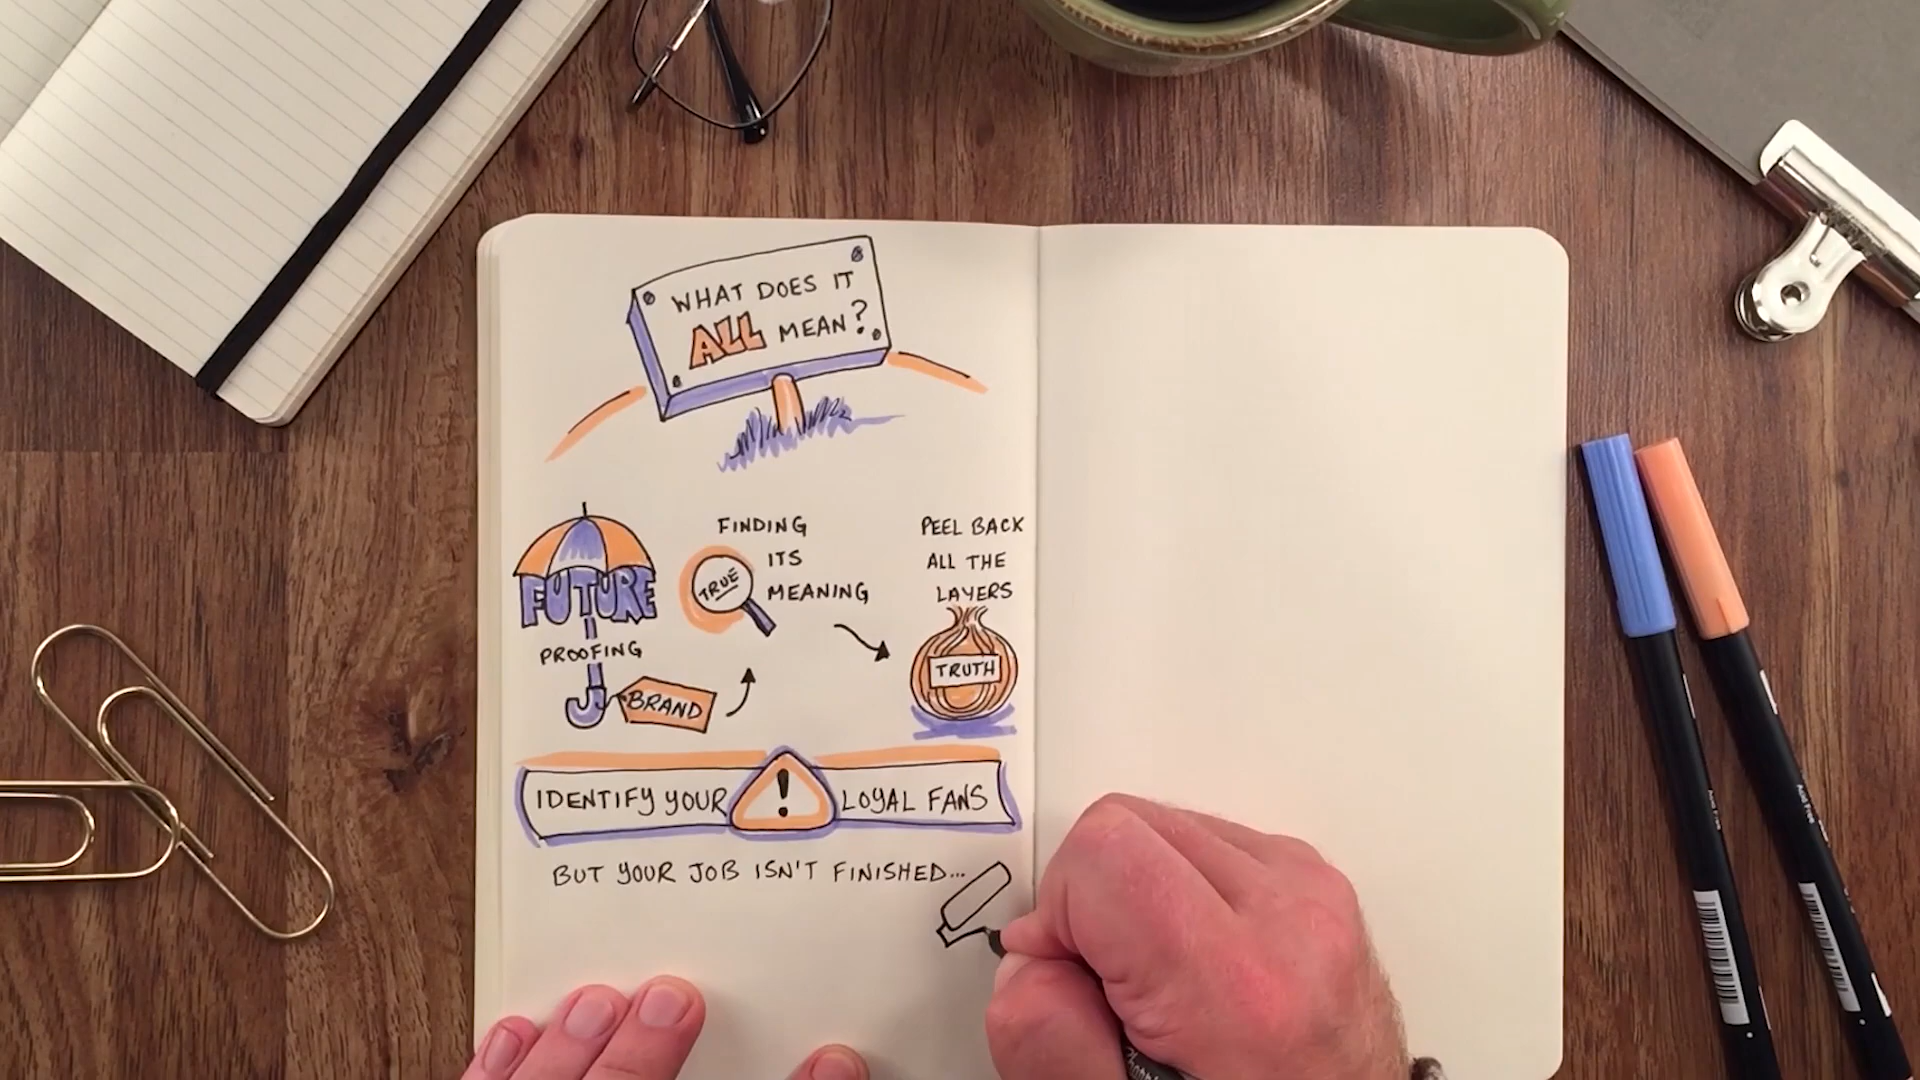 WHAT DOES IT
ALL MEAN?
FUTURE
PROOFING
BRAND
FINDING
ITS
TRUE
MEANING
PEEL BACK
ALL THE
LAYERS
TRUTH
IDENTIFY YOUR ! LOYAL FANS
BUT YOUR JOB ISN'T FINISHED...